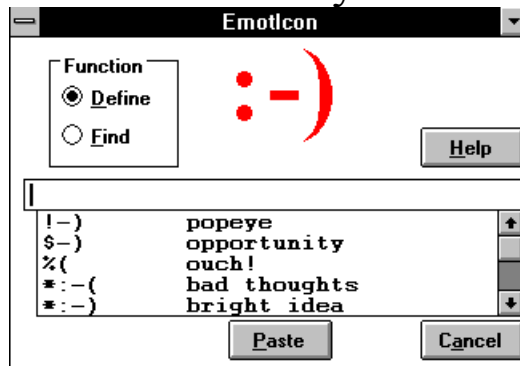 EmotIcon
Function
Define
Find
:-)
Help
!-) popeye
$-) opportunity
%( ouch!
*:-( bad thoughts
*:-) bright idea
Paste
Cancel